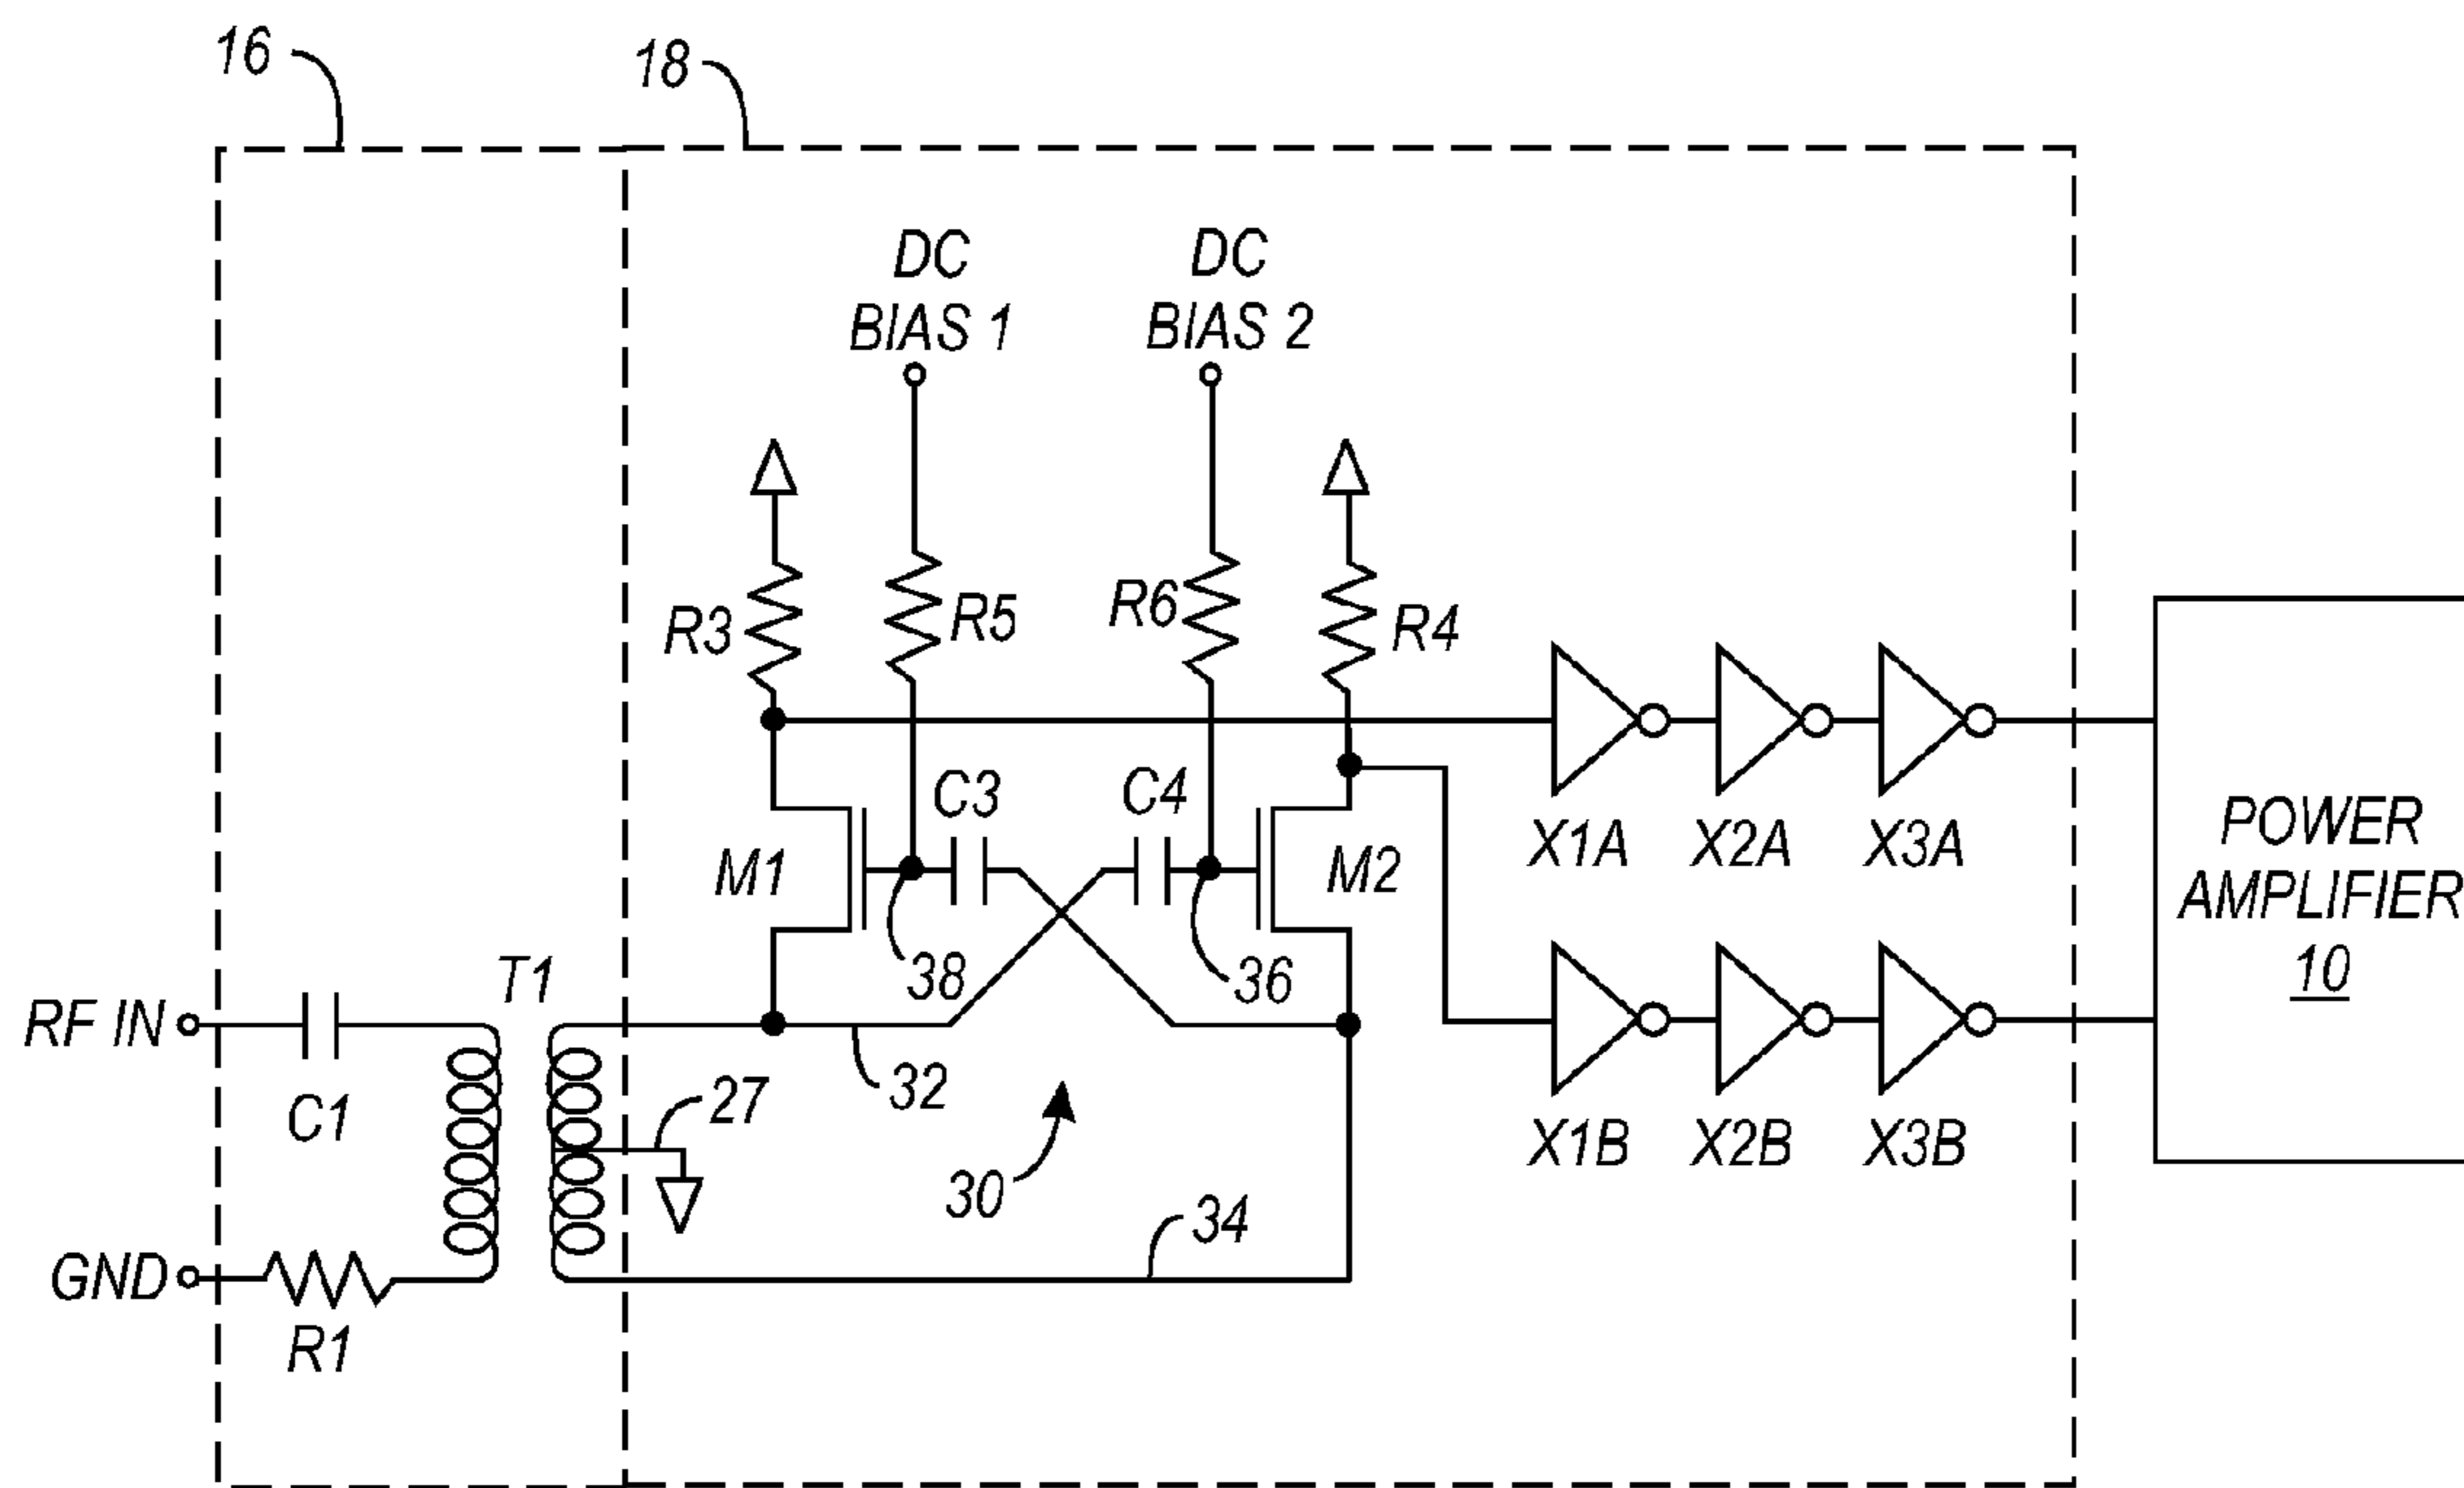 16
18
DC
BIAS 1
DC
BIAS 2
R3
R5
R6
R4
C3
C4
M1
M2
38
36
X1A
X2A
X3A
POWER
AMPLIFIER
10
T1
RF IN
C1
32
27
30
34
X1B
X2B
X3B
GND
R1